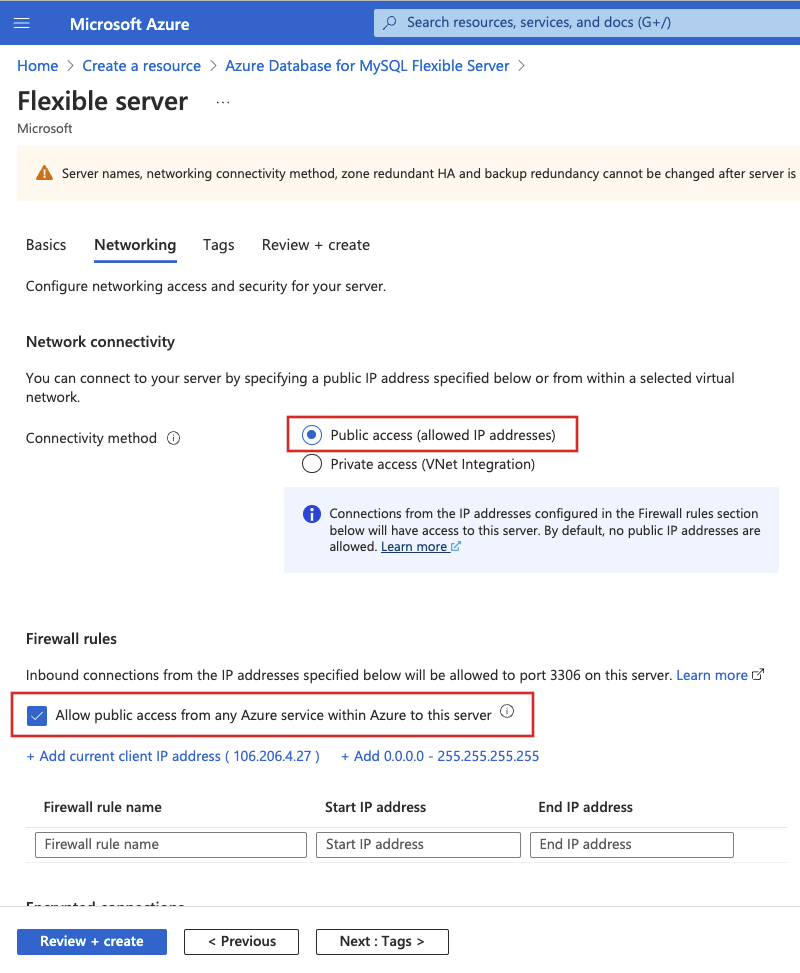 Microsoft Azure
Search resources, services, and docs (G+/)
Home > Create a resource > Azure Database for MySQL Flexible Server >
Flexible server ...
Microsoft
Server names, networking connectivity method, zone redundant HA and backup redundancy cannot be changed after server is
Basics Networking Tags Review + create
Configure networking access and security for your server.
Network connectivity
You can connect to your server by specifying a public IP address specified below or from within a selected virtual
network.
Connectivity method
Public access (allowed IP addresses)
Private access (VNet Integration)
Connections from the IP addresses configured in the Firewall rules section
below will have access to this server. By default, no public IP addresses are
allowed. Learn more
Firewall rules
Inbound connections from the IP addresses specified below will be allowed to port 3306 on this server. Learn more
Allow public access from any Azure service within Azure to this server
+ Add current client IP address ( 106.206.4.27 ) + Add 0.0.0.0 - 255.255.255.255
Firewall rule name Start IP address End IP address
Firewall rule name Start IP address End IP address
Encrypted connections
Review + create < Previous Next : Tags >